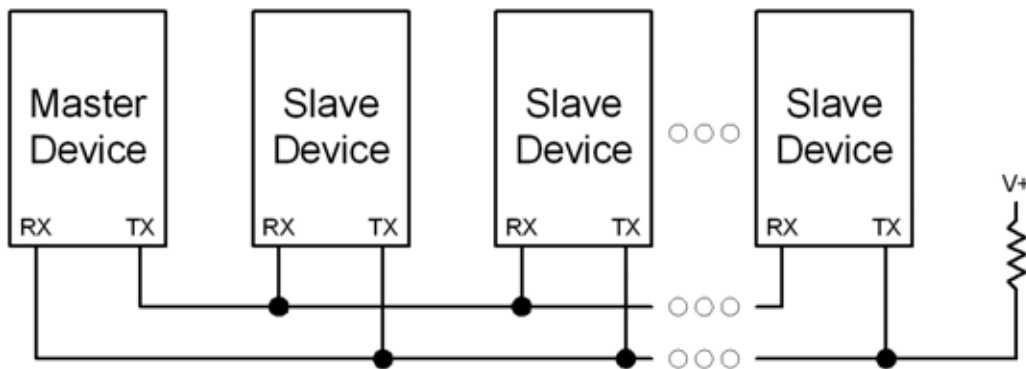 Master
Device
RX TX
Slave
Device
RX TX
Slave
Device
RX TX
Slave
Device
RX TX
V+